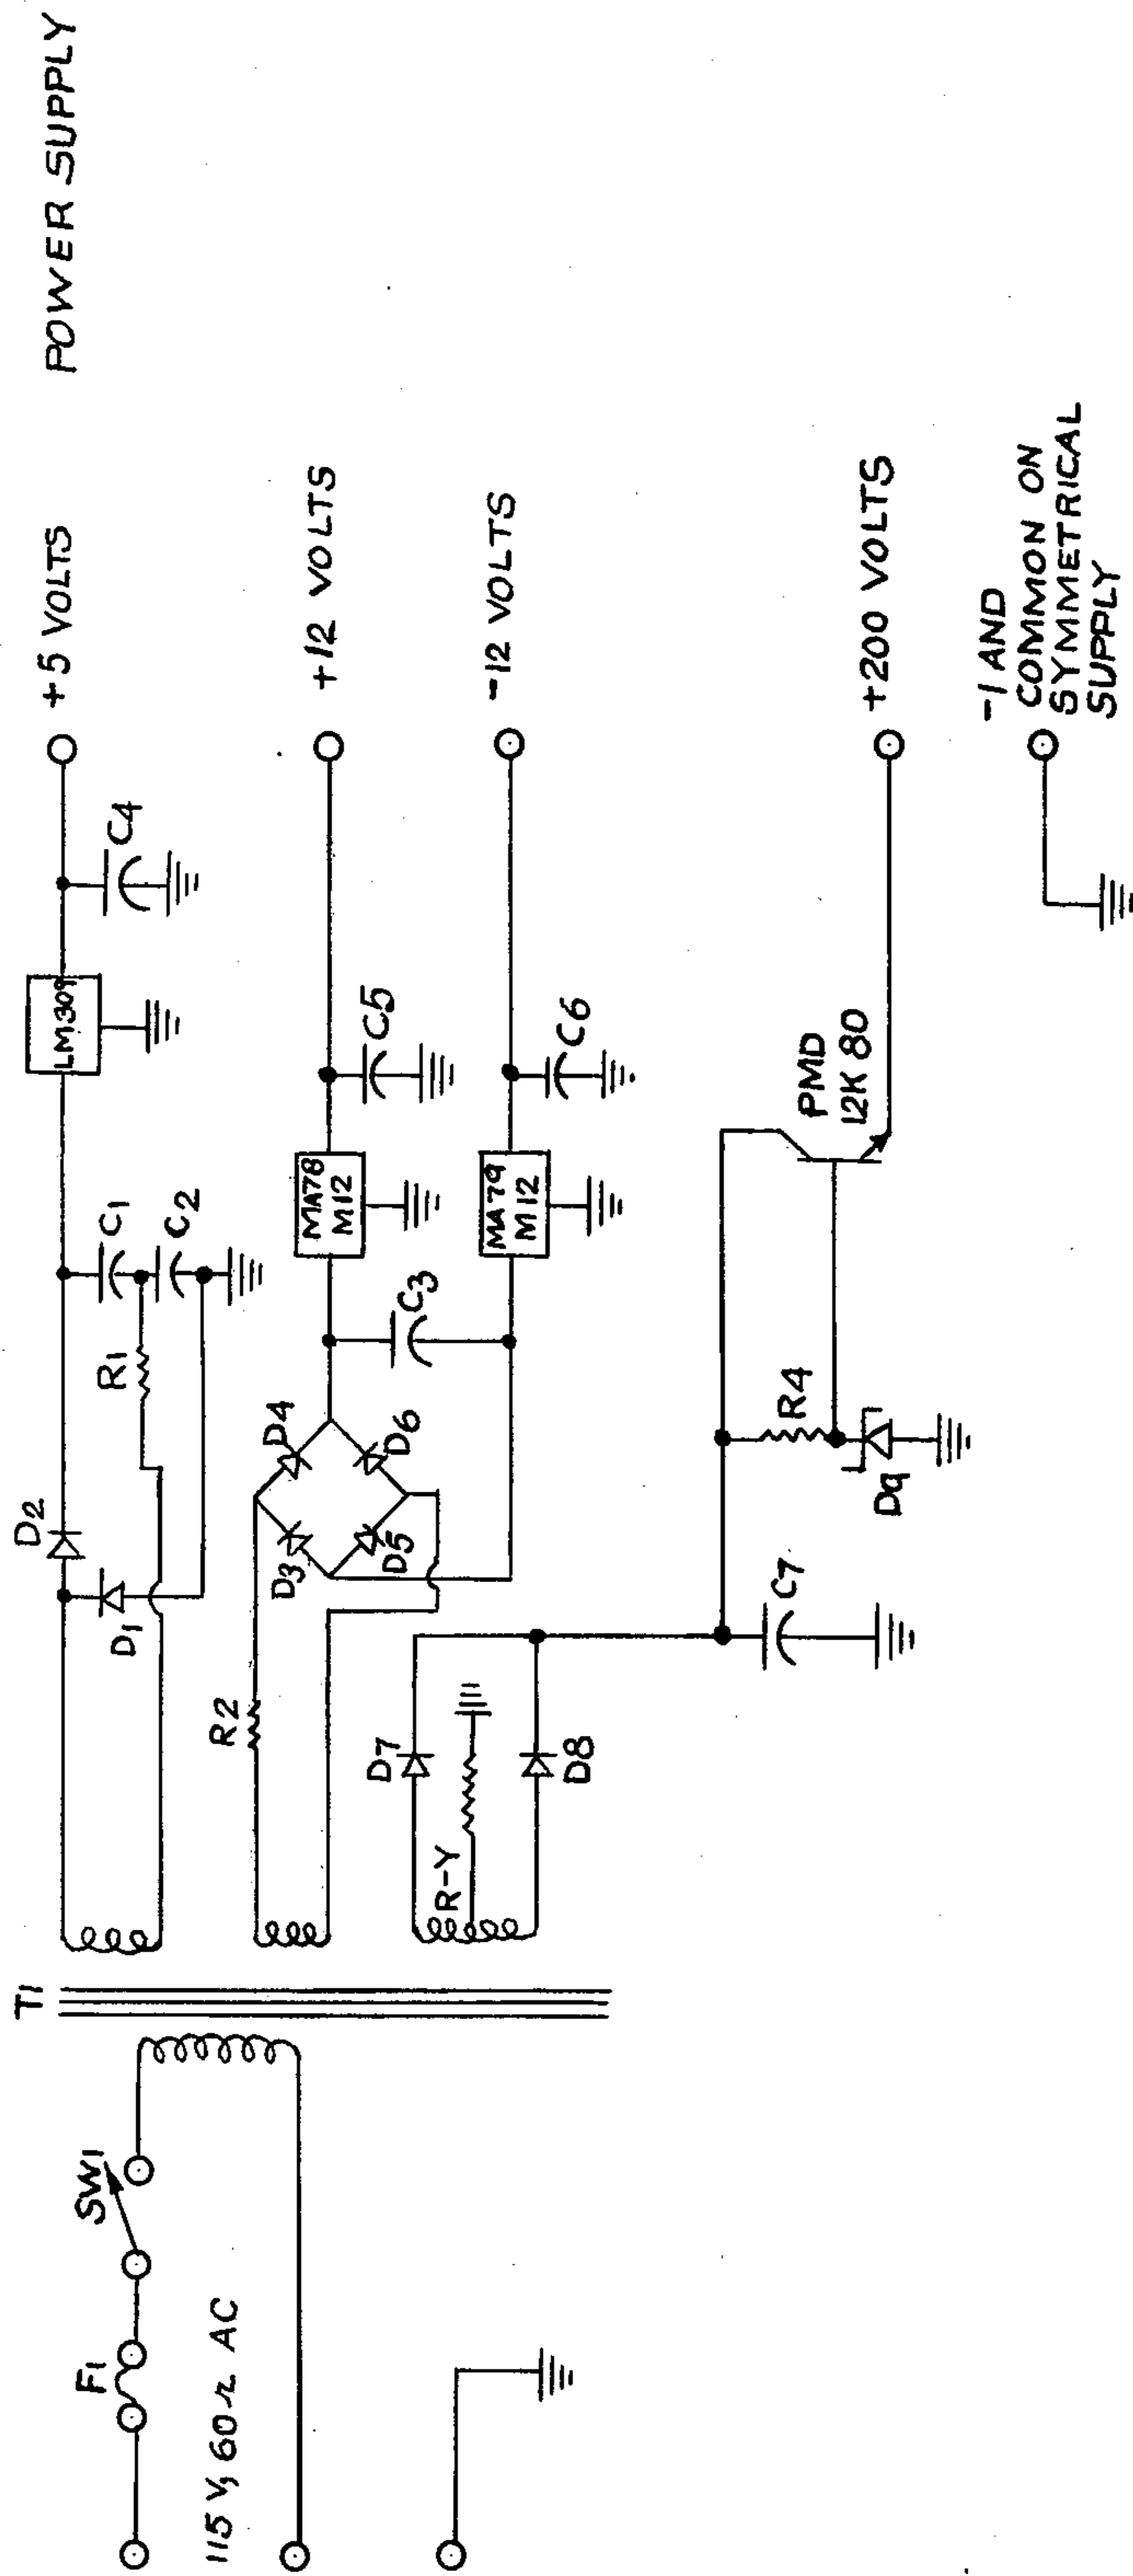 POWER SUPPLY
T1
F1
SW1
115 V, 60 ~ AC
D2
D1
R1
C1
C2
LM309
C4
+5 VOLTS
R2
D4
D3
D6
D5
C3
MA78
M12
C5
+12 VOLTS
MA79
M12
C6
-12 VOLTS
D7
R-Y
D8
C7
R4
D9
PMD
12K 80
+200 VOLTS
-1 AND
COMMON ON
SYMMETRICAL
SUPPLY